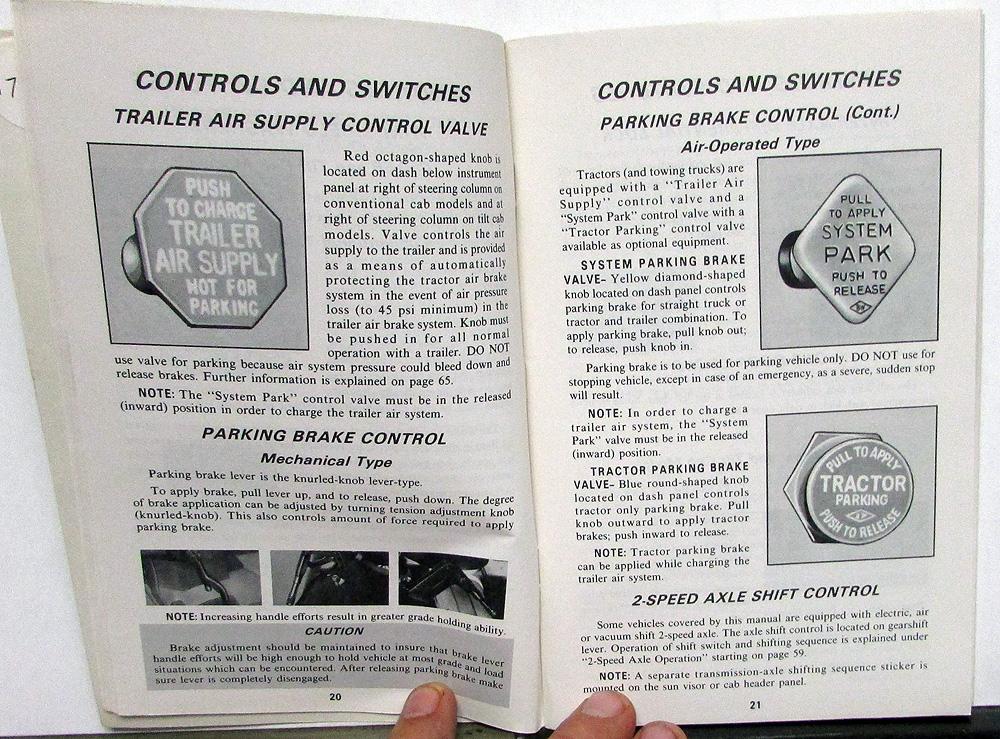 CONTROLS AND SWITCHES
TRAILER AIR SUPPLY CONTROL VALVE
PUSH
TO CHARGE
TRAILER
AIR SUPPLY
NOT FOR
PARKING
Red octagon-shaped knob is
located on dash below instrument
panel at right of steering column on
conventional cab models and at
right of steering column on tilt cab
models. Valve controls the air
supply to the trailer and is provided
as a means of automatically
protecting the tractor air brake
system in the event of air pressure
loss (to 45 psi minimum) in the
trailer air brake system. Knob must
be pushed in for all normal
operation with a trailer. DO NOT
use valve for parking because air system pressure could bleed down and
release brakes. Further information is explained on page 65.
NOTE: The "System Park" control valve must be in the released
(inward) position in order to charge the trailer air system.
PARKING BRAKE CONTROL
Mechanical Type
Parking brake lever is the knurled-knob lever-type.
To apply brake, pull lever up, and to release, push down. The degree
of brake application can be adjusted by turning tension adjustment knob
(knurled-knob). This also controls amount of force required to apply
parking brake.
NOTE: Increasing handle efforts result in greater grade holding ability.
CAUTION
Brake adjustment should be maintained to insure that brake lever
handle efforts will be high enough to hold vehicle at most grade and load
situations which can be encountered. After releasing parking brake make
sure lever is completely disengaged.
20
CONTROLS AND SWITCHES
PARKING BRAKE CONTROL (Cont.)
Air-Operated Type
Tractors (and towing trucks) are
equipped with a "Trailer Air
Supply" control valve and a
"System Park" control valve with a
"Tractor Parking" control valve
available as optional equipment.
SYSTEM PARKING BRAKE
VALVE– Yellow diamond-shaped
knob located on dash panel controls
parking brake for straight truck or
tractor and trailer combination. To
apply parking brake, pull knob out;
to release, push knob in.
PULL
TO APPLY
SYSTEM
PARK
PUSH TO
RELEASE
Parking brake is to be used for parking vehicle only. DO NOT use for
stopping vehicle, except in case of an emergency, as a severe, sudden stop
will result.
NOTE: In order to charge a
trailer air system, the "System
Park" valve must be in the released
(inward) position.
TRACTOR PARKING BRAKE
VALVE– Blue round-shaped knob
located on dash panel controls
tractor only parking brake. Pull
knob outward to apply tractor
brakes; push inward to release.
NOTE: Tractor parking brake
can be applied while charging the
trailer air system.
PULL TO APPLY
TRACTOR
PARKING
PUSH TO RELEASE
2-SPEED AXLE SHIFT CONTROL
Some vehicles covered by this manual are equipped with electric, air
or vacuum shift 2-speed axle. The axle shift control is located on gearshift
lever. Operation of shift switch and shifting sequence is explained under
"2-Speed Axle Operation" starting on page 59.
NOTE: A separate transmission-axle shifting sequence sticker is
mounted on the sun visor or cab header panel.
21